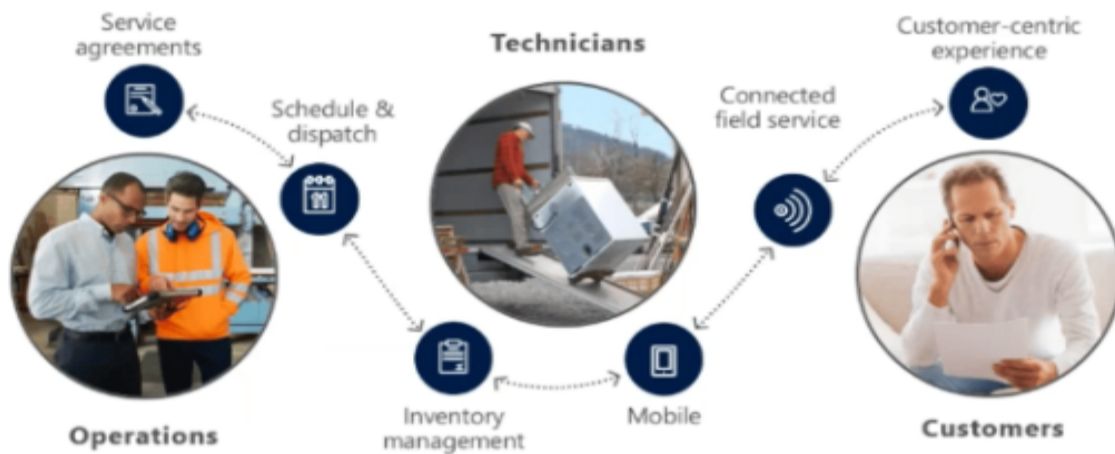 Service
agreements
Schedule &
dispatch
Technicians
Connected
field service
Customer-centric
experience
Operations
Inventory
management
Mobile
Customers